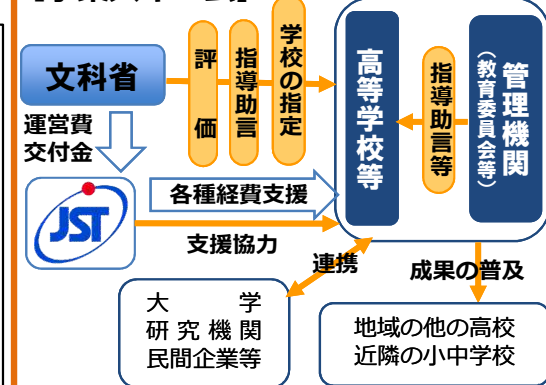 文科省
評価
指導助言
学校の指定
高等学校等
指導助言等
管理機関
（教育委員会等）
運営費
交付金
JST
各種経費支援
支援協力
連携
成果の普及
大学
研究機関
民間企業等
地域の他の高校
近隣の小中学校